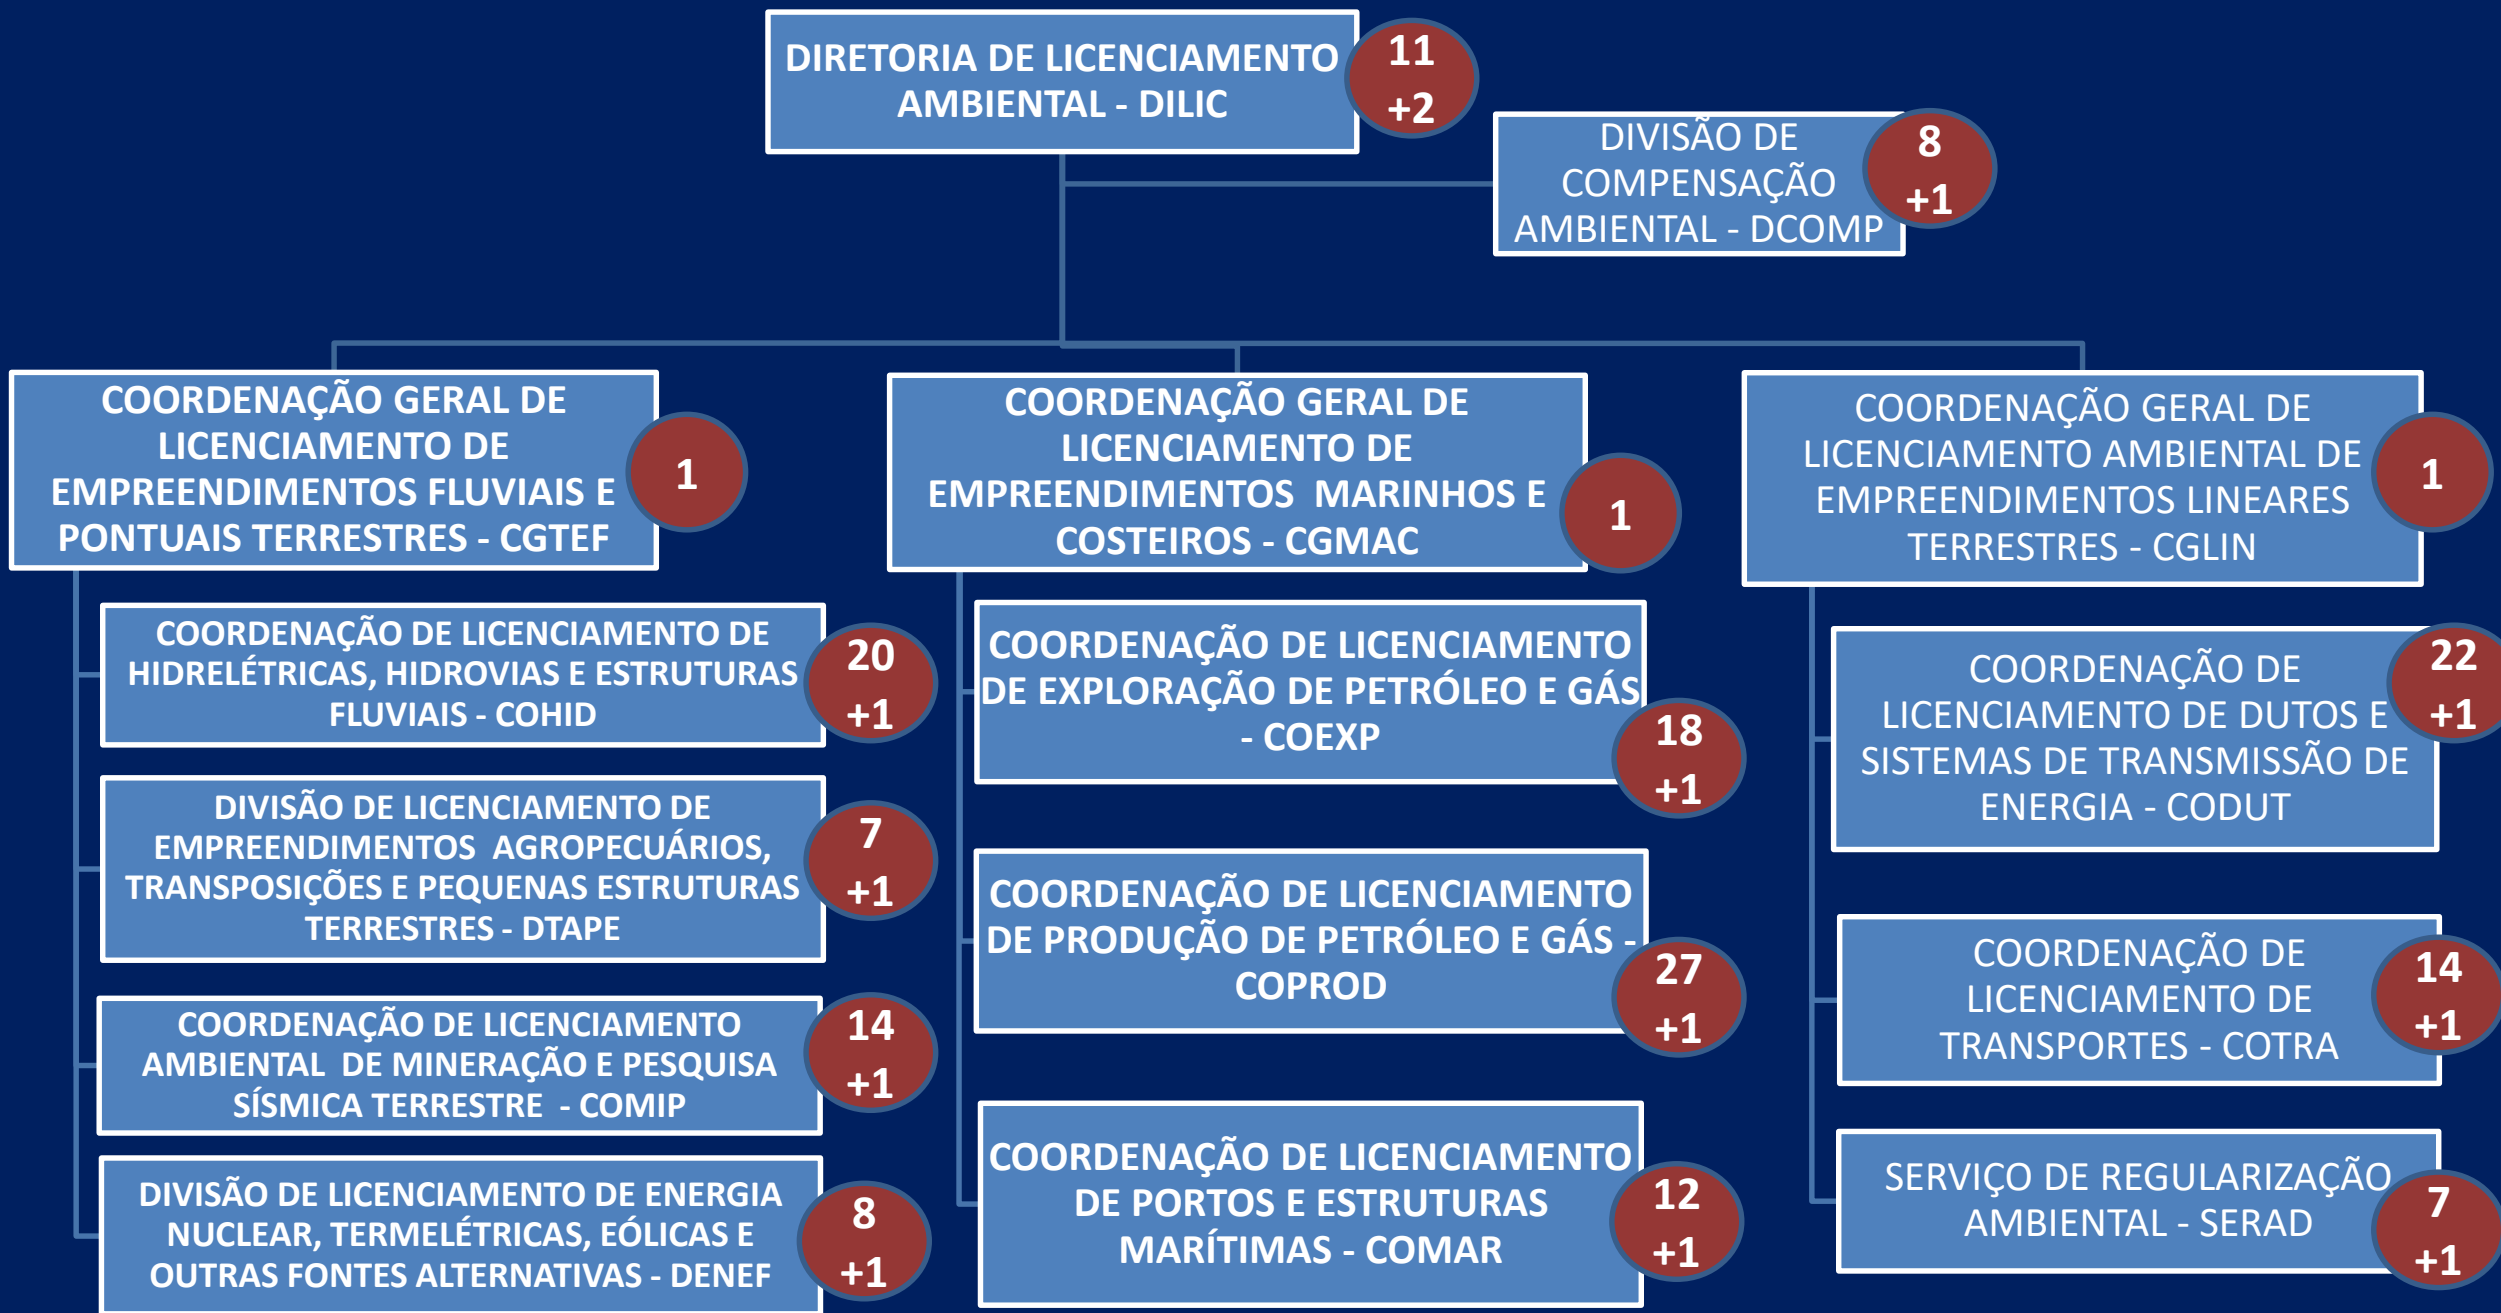 DIRETORIA DE LICENCIAMENTO
AMBIENTAL - DILIC
11
+2
DIVISÃO DE
COMPENSAÇÃO
AMBIENTAL - DCOMP
8
+1
COORDENAÇÃO GERAL DE
LICENCIAMENTO DE
EMPREENDIMENTOS FLUVIAIS E
PONTUAIS TERRESTRES - CGTEF
1
COORDENAÇÃO DE LICENCIAMENTO DE
HIDRELÉTRICAS, HIDROVIAS E ESTRUTURAS
FLUVIAIS - COHID
20
+1
DIVISÃO DE LICENCIAMENTO DE
EMPREENDIMENTOS AGROPECUÁRIOS,
TRANSPOSIÇÕES E PEQUENAS ESTRUTURAS
TERRESTRES - DTAPE
7
+1
COORDENAÇÃO DE LICENCIAMENTO
AMBIENTAL DE MINERAÇÃO E PESQUISA
SÍSMICA TERRESTRE - COMIP
14
+1
DIVISÃO DE LICENCIAMENTO DE ENERGIA
NUCLEAR, TERMELÉTRICAS, EÓLICAS E
OUTRAS FONTES ALTERNATIVAS - DENEF
8
+1
COORDENAÇÃO GERAL DE
LICENCIAMENTO DE
EMPREENDIMENTOS MARINHOS E
COSTEIROS - CGMAC
1
COORDENAÇÃO DE LICENCIAMENTO
DE EXPLORAÇÃO DE PETRÓLEO E GÁS
- COEXP
18
+1
COORDENAÇÃO DE LICENCIAMENTO
DE PRODUÇÃO DE PETRÓLEO E GÁS -
COPROD
27
+1
COORDENAÇÃO DE LICENCIAMENTO
DE PORTOS E ESTRUTURAS
MARÍTIMAS - COMAR
12
+1
COORDENAÇÃO GERAL DE
LICENCIAMENTO AMBIENTAL DE
EMPREENDIMENTOS LINEARES
TERRESTRES - CGLIN
1
COORDENAÇÃO DE
LICENCIAMENTO DE DUTOS E
SISTEMAS DE TRANSMISSÃO DE
ENERGIA - CODUT
22
+1
COORDENAÇÃO DE
LICENCIAMENTO DE
TRANSPORTES - COTRA
14
+1
SERVIÇO DE REGULARIZAÇÃO
AMBIENTAL - SERAD
7
+1